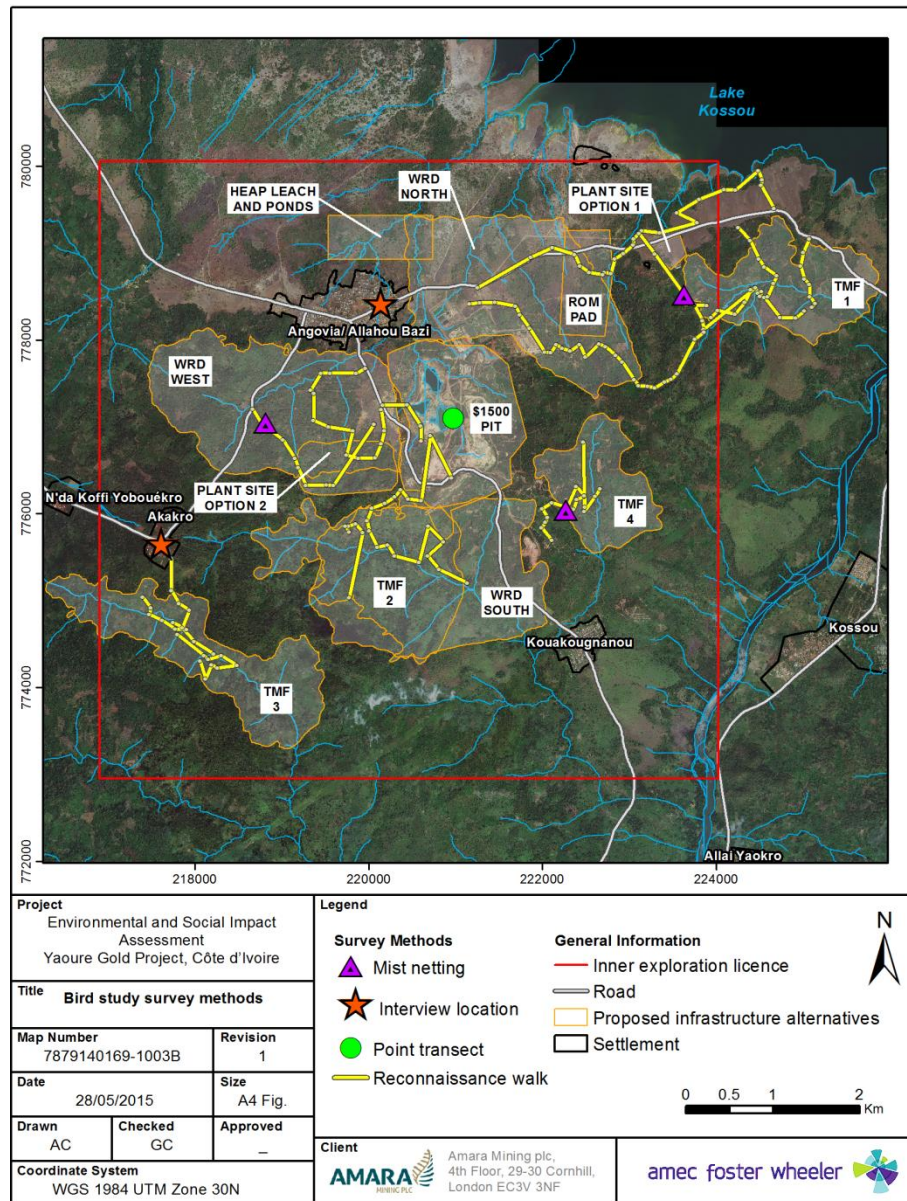 Lake
Kossou
780000
778000
776000
774000
772000
HEAP LEACH
AND PONDS
WRD
NORTH
PLANT SITE
OPTION 1
TMF
1
ROM
PAD
Angovia/ Allahou Bazi
WRD
WEST
$1500
PIT
PLANT SITE
OPTION 2
N'da Koffi Yobouékro
Akakro
TMF
4
TMF
2
WRD
SOUTH
Kossou
Kouakougnanou
TMF
3
Allai Yaokro
218000
220000
222000
224000
Project
Environmental and Social Impact
Assessment
Yaoure Gold Project, Côte d'Ivoire
Title
Bird study survey methods
Map Number
7879140169-1003B
Revision
1
Date
28/05/2015
Size
A4 Fig.
Drawn
AC
Checked
GC
Approved
_
Coordinate System
WGS 1984 UTM Zone 30N
Legend
Survey Methods
Mist netting
Interview location
Point transect
Reconnaissance walk
General Information
Inner exploration licence
Road
Proposed infrastructure alternatives
Settlement
N
0 0.5 1 2
Km
Client
AMARA
MINING PLC
Amara Mining plc,
4th Floor, 29-30 Cornhill,
London EC3V 3NF
amec foster wheeler